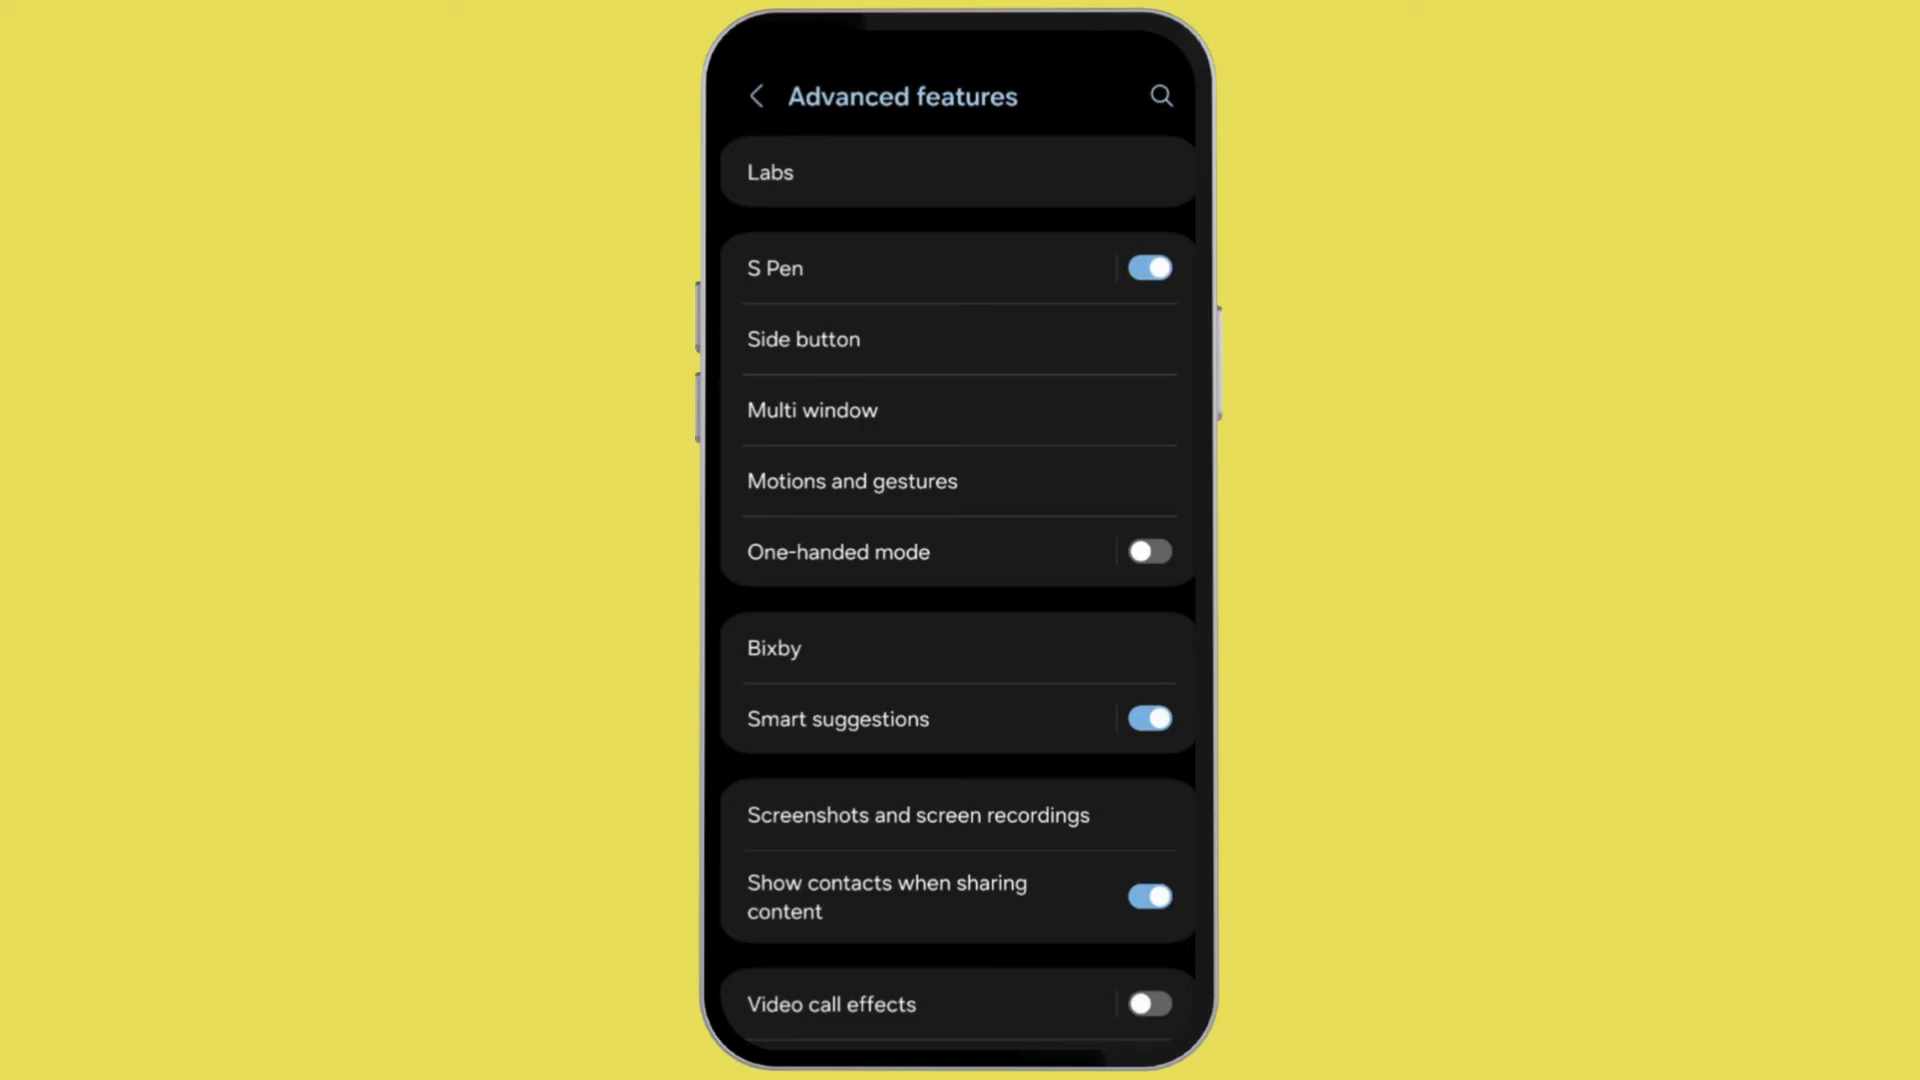 Advanced features
Labs
S Pen
Side button
Multi window
Motions and gestures
One-handed mode
Bixby
Smart suggestions
Screenshots and screen recordings
Show contacts when sharing
content
Video call effects